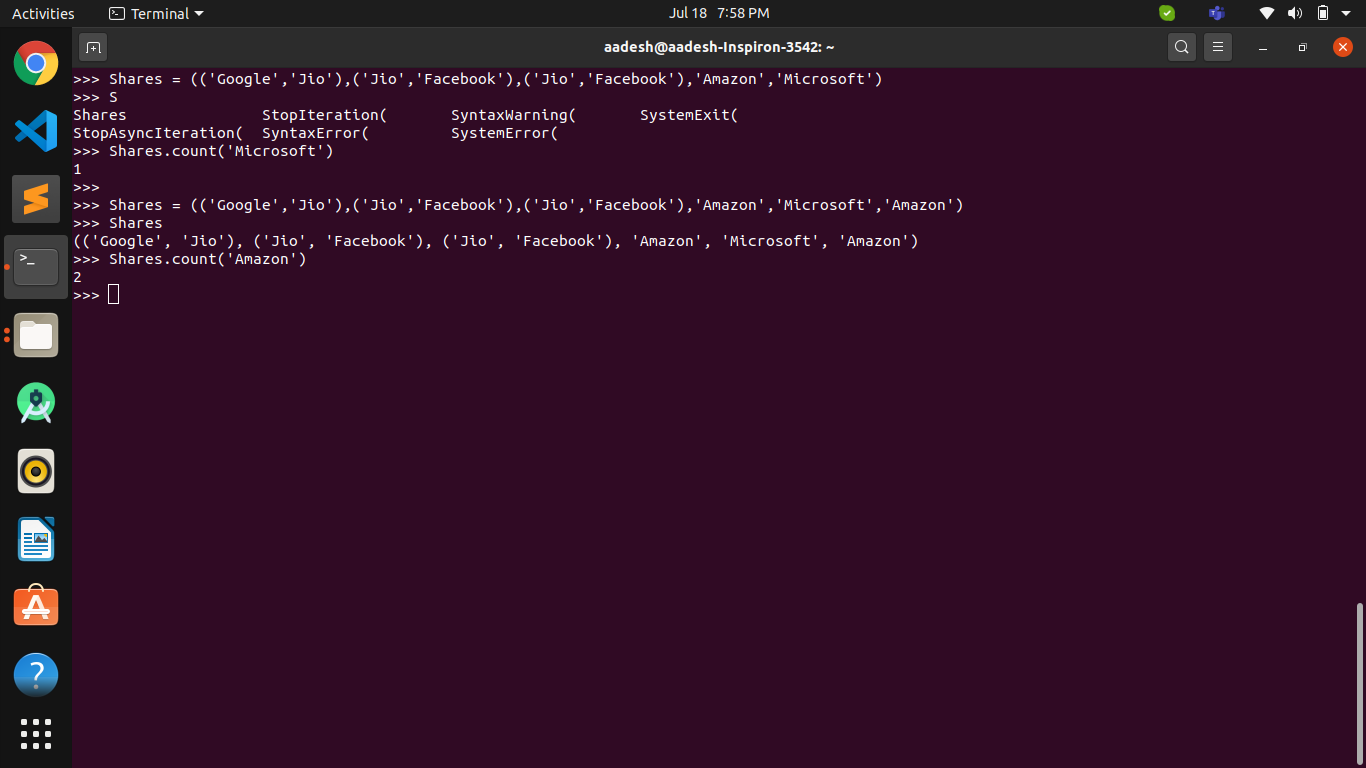 Activities Terminal Jul 18 7:58 PM
aadesh@aadesh-Inspiron-3542: ~
>>> Shares = (('Google','Jio'),('Jio','Facebook'),('Jio','Facebook'),'Amazon','Microsoft')
>>> S
Shares StopIteration( SyntaxWarning( SystemExit(
StopAsyncIteration( SyntaxError( SystemError(
>>> Shares.count('Microsoft')
1
>>>
>>> Shares = (('Google','Jio'),('Jio','Facebook'),('Jio','Facebook'),'Amazon','Microsoft','Amazon')
>>> Shares
(('Google', 'Jio'), ('Jio', 'Facebook'), ('Jio', 'Facebook'), 'Amazon', 'Microsoft', 'Amazon')
>>> Shares.count('Amazon')
2
>>>